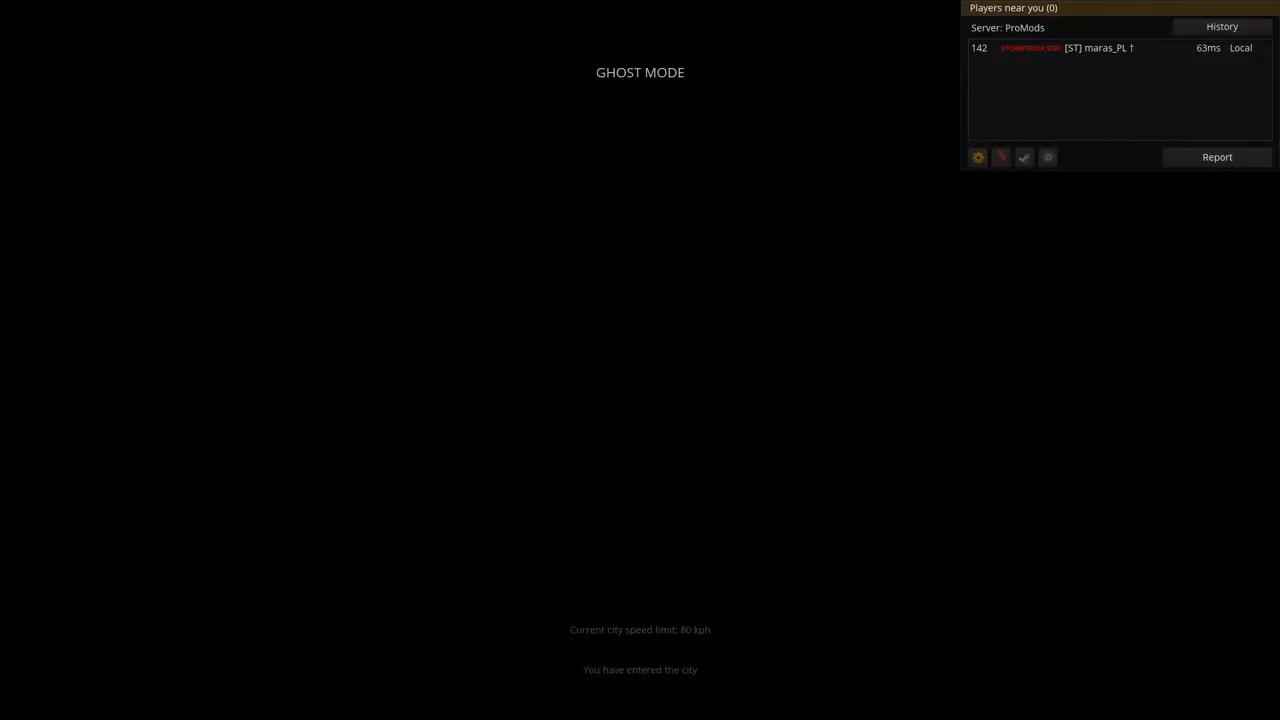 Players near you (0)
Server: ProMods
History
142 [ST] maras_PL † 63ms Local
Report
GHOST MODE
Current city speed limit: 80 kph
You have entered the city